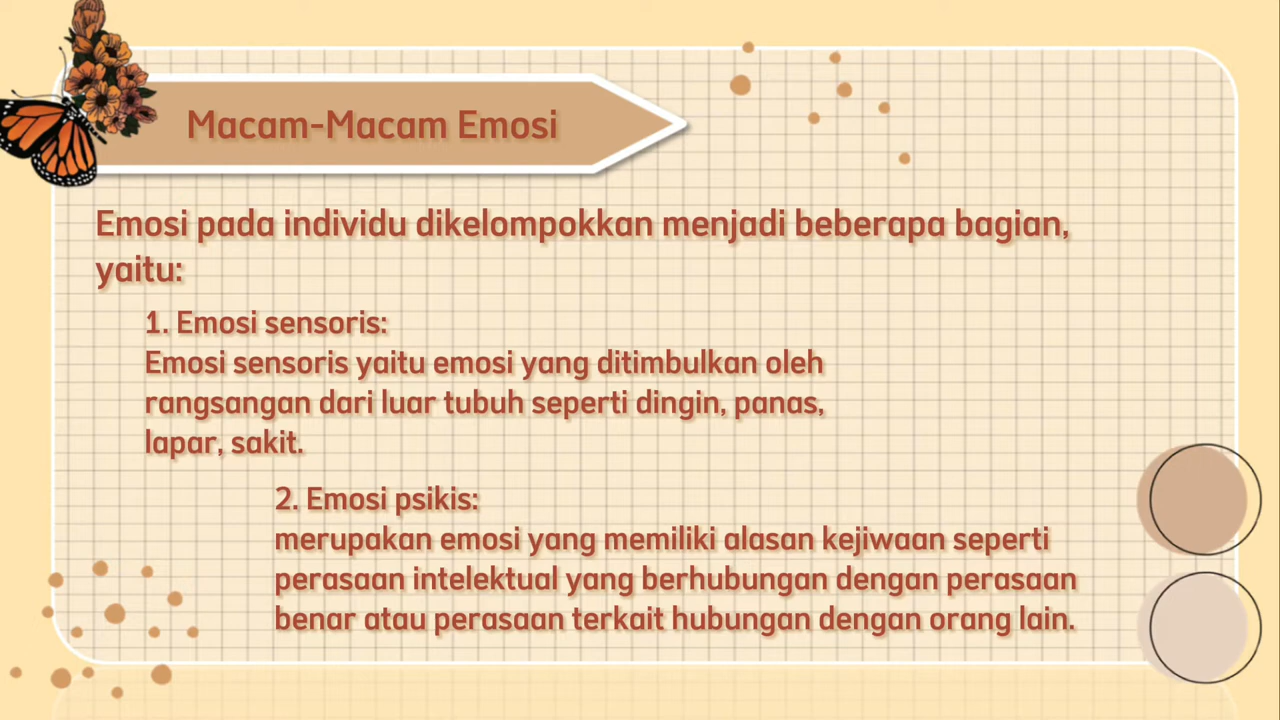 Macam-Macam Emosi
Emosi pada individu dikelompokkan menjadi beberapa bagian,
yaitu:
1. Emosi sensoris:
Emosi sensoris yaitu emosi yang ditimbulkan oleh
rangsangan dari luar tubuh seperti dingin, panas,
lapar, sakit.
2. Emosi psikis:
merupakan emosi yang memiliki alasan kejiwaan seperti
perasaan intelektual yang berhubungan dengan perasaan
benar atau perasaan terkait hubungan dengan orang lain.